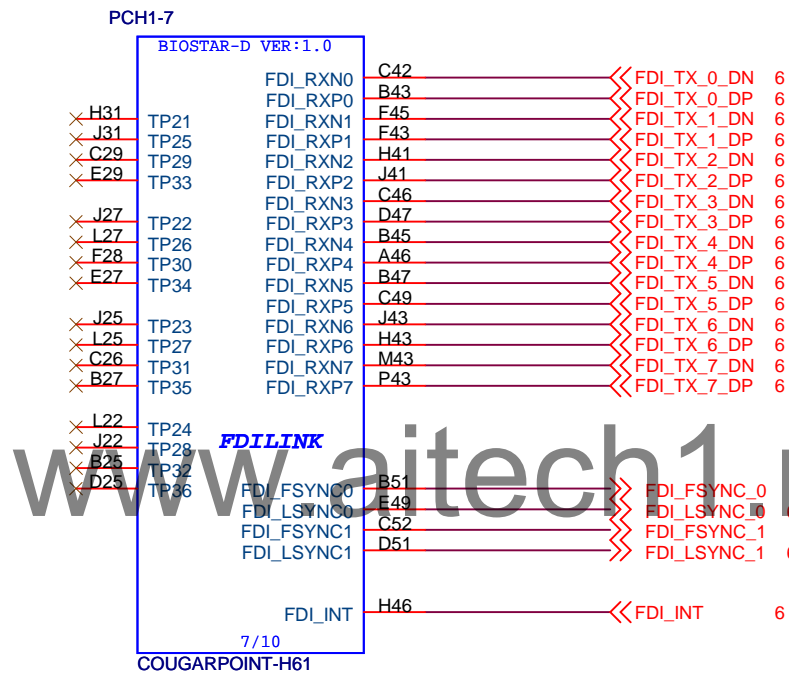 PCH1-7
BIOSTAR-D VER:1.0
FDI_RXN0 C42 FDI_TX_0_DN 6
FDI_RXP0 B43 FDI_TX_0_DP 6
H31 TP21 FDI_RXN1 F45 FDI_TX_1_DN 6
J31 TP25 FDI_RXP1 F43 FDI_TX_1_DP 6
C29 TP29 FDI_RXN2 H41 FDI_TX_2_DN 6
E29 TP33 FDI_RXP2 J41 FDI_TX_2_DP 6
FDI_RXN3 C46 FDI_TX_3_DN 6
J27 TP22 FDI_RXP3 D47 FDI_TX_3_DP 6
L27 TP26 FDI_RXN4 B45 FDI_TX_4_DN 6
F28 TP30 FDI_RXP4 A46 FDI_TX_4_DP 6
E27 TP34 FDI_RXN5 B47 FDI_TX_5_DN 6
FDI_RXP5 C49 FDI_TX_5_DP 6
J25 TP23 FDI_RXN6 J43 FDI_TX_6_DN 6
L25 TP27 FDI_RXP6 H43 FDI_TX_6_DP 6
C26 TP31 FDI_RXN7 M43 FDI_TX_7_DN 6
B27 TP35 FDI_RXP7 P43 FDI_TX_7_DP 6
L22 TP24
J22 TP28 FDILINK
B25 TP32
www.aitech1.
D25 TP36 FDI_FSYNC0 B51 FDI_FSYNC_0
FDI_LSYNC0 E49 FDI_LSYNC_0
FDI_FSYNC1 C52 FDI_FSYNC_1
FDI_LSYNC1 D51 FDI_LSYNC_1
FDI_INT H46 FDI_INT 6
7/10
COUGARPOINT-H61